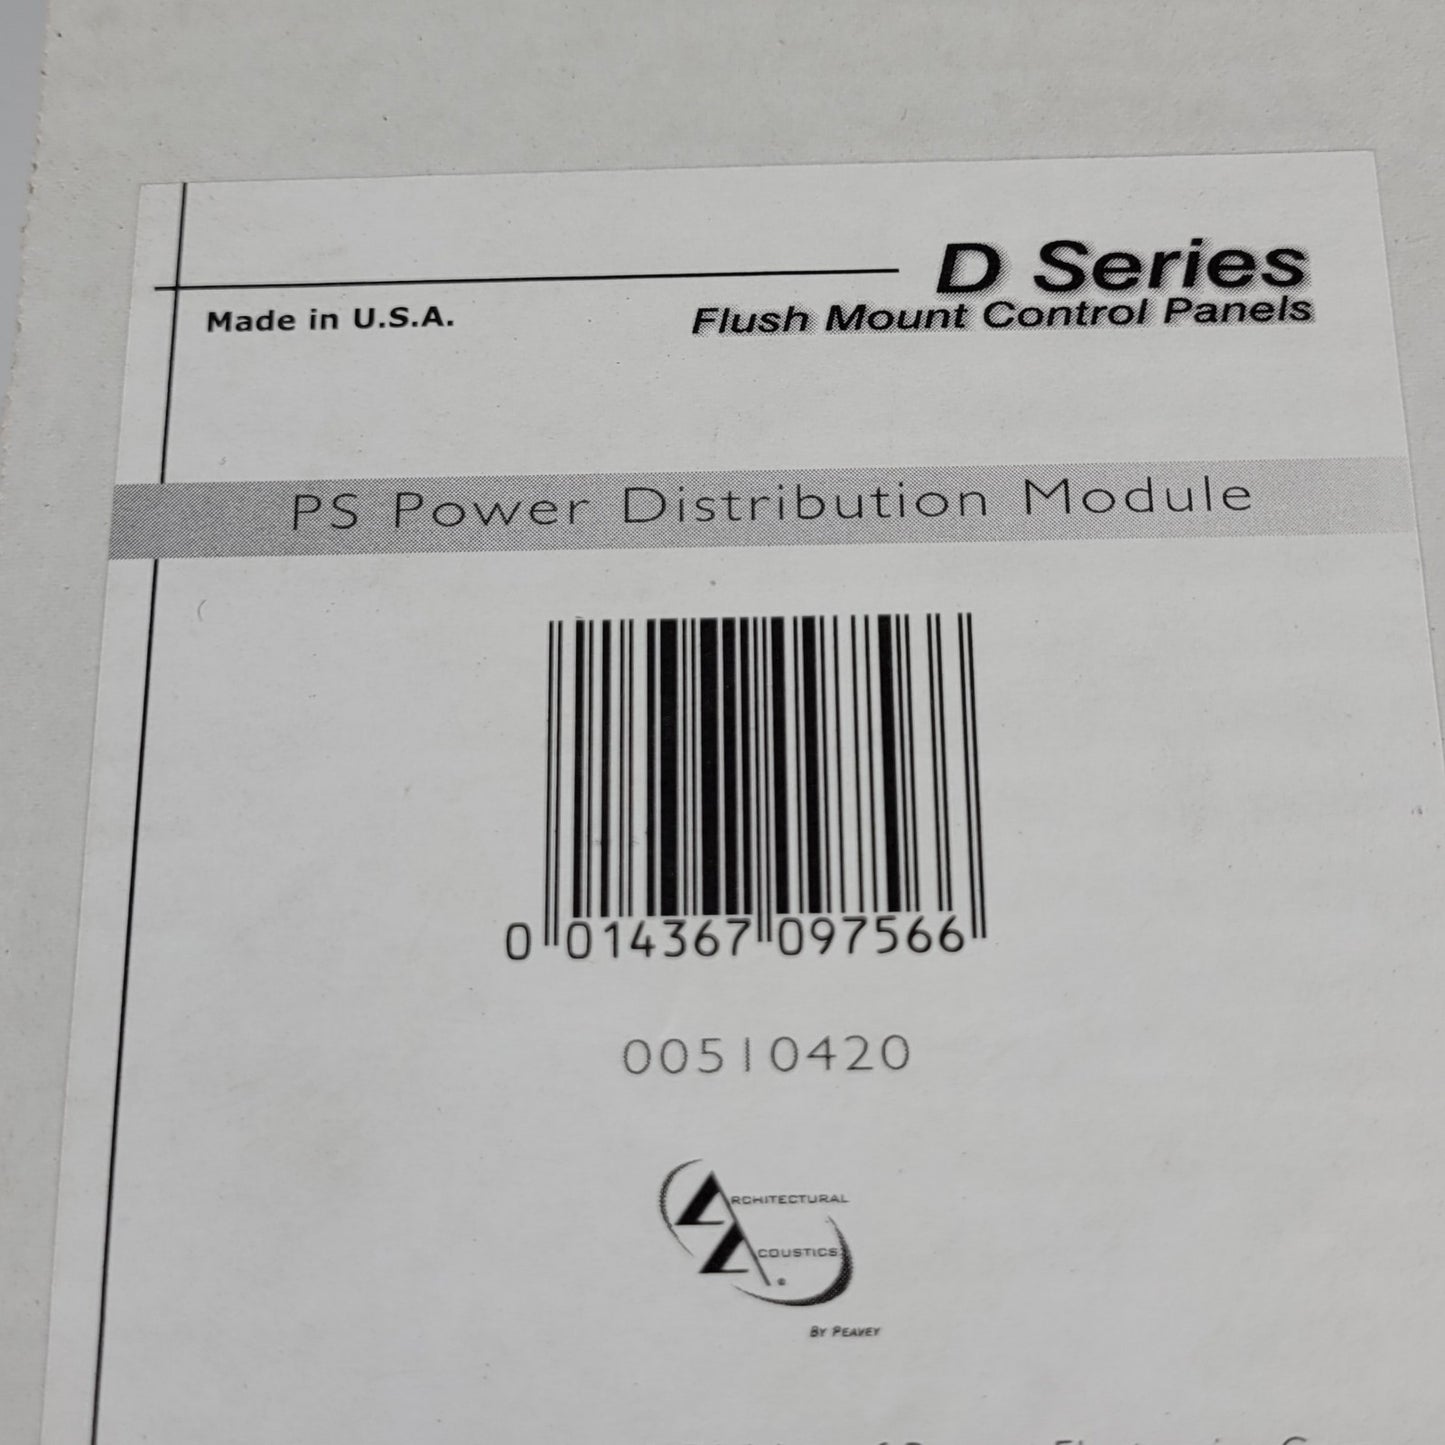 D Series
Made in U.S.A.
Flush Mount Control Panels
PS Power Distribution Module
0 014367 097566
00510420
ARCHITECTURAL
ACOUSTICS
®
BY PEAVEY